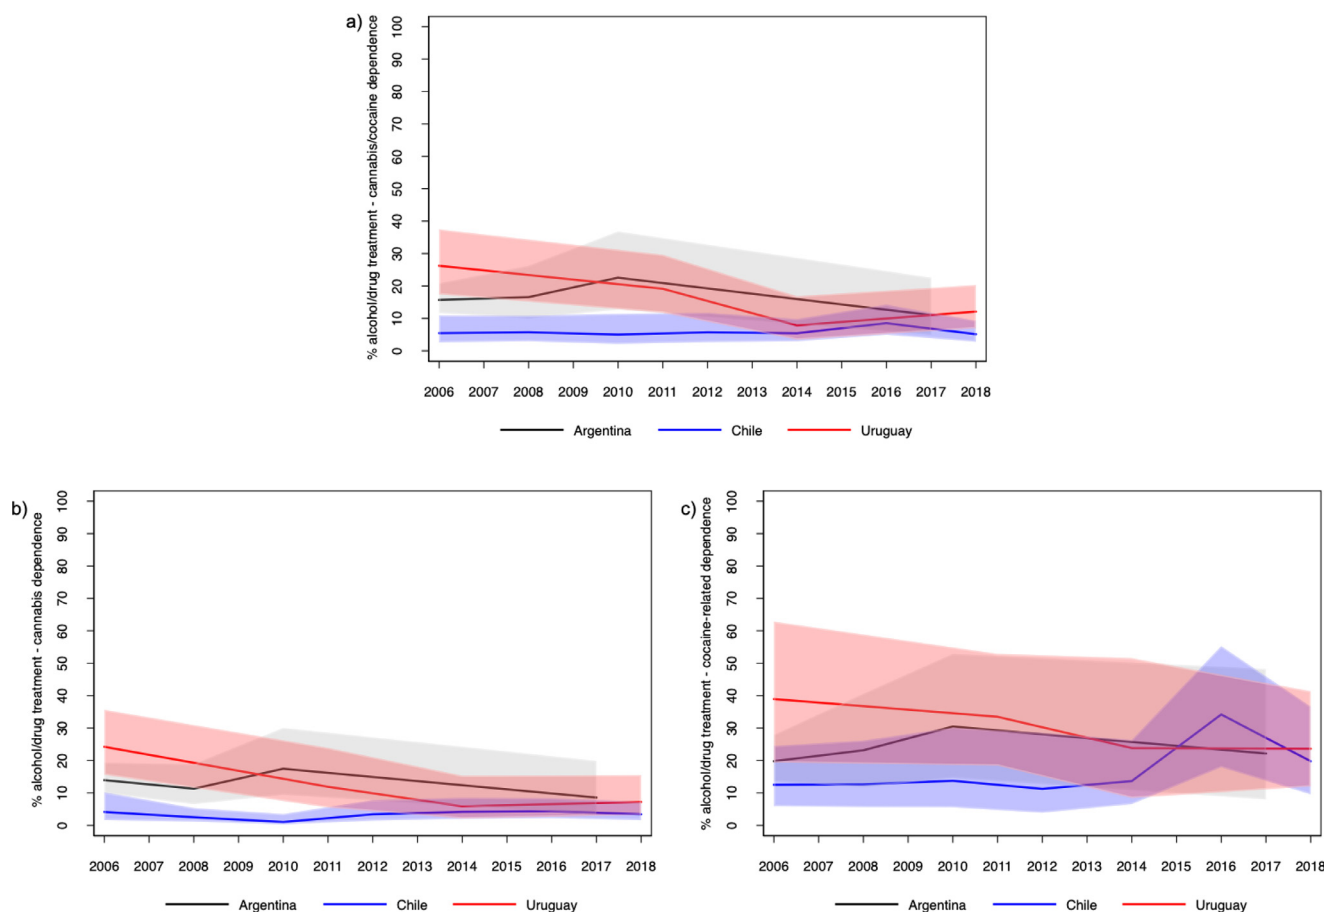 a)
% alcohol/drug treatment - cannabis/cocaine dependence
100
90
80
70
60
50
40
30
20
10
0
2006 2007 2008 2009 2010 2011 2012 2013 2014 2015 2016 2017 2018
Argentina Chile Uruguay
b)
% alcohol/drug treatment - cannabis dependence
100
90
80
70
60
50
40
30
20
10
0
2006 2007 2008 2009 2010 2011 2012 2013 2014 2015 2016 2017 2018
Argentina Chile Uruguay
c)
% alcohol/drug treatment - cocaine-related dependence
100
90
80
70
60
50
40
30
20
10
0
2006 2007 2008 2009 2010 2011 2012 2013 2014 2015 2016 2017 2018
Argentina Chile Uruguay